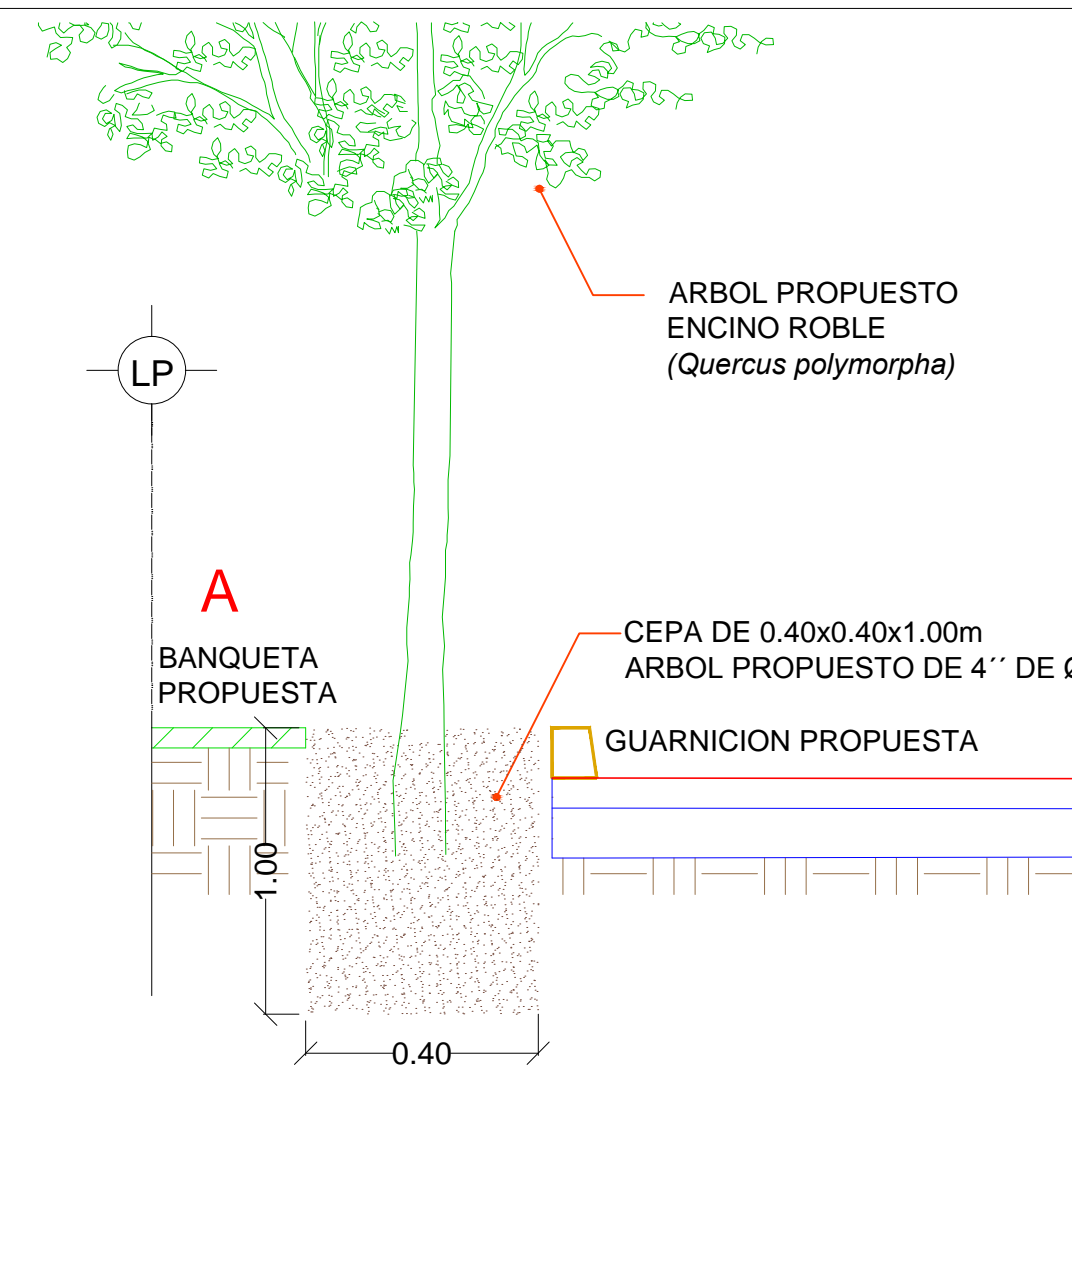 ARBOL PROPUESTO
ENCINO ROBLE
(Quercus polymorpha)
LP
A
BANQUETA
PROPUESTA
CEPA DE 0.40x0.40x1.00m
ARBOL PROPUESTO DE 4´´ DE Ø
GUARNICION PROPUESTA
1.00
0.40